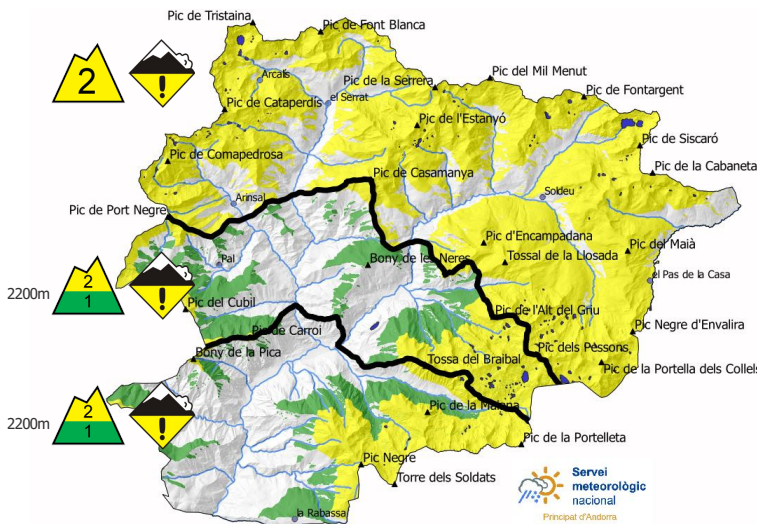 Pic de Tristaina
Pic de Font Blanca
2
Arcalís
Pic de la Serrera
Pic del Mil Menut
el Serrat
Pic de Fontargent
Pic de Cataperdís
Pic de l'Estanyó
Pic de Siscaró
Pic de Comapedrosa
Pic de la Cabaneta
Pic de Casamanya
Soldeu
Arinsal
Pic de Port Negre
Pic d'Encampadana
Pic del Maià
Bony de les Neres
Tossal de la Llosada
Pal
2
1
2200m
el Pas de la Casa
Pic del Cubil
Pic de l'Alt del Griu
Pic de Carroi
Pic Negre d'Envalira
Pic dels Pessons
Bony de la Pica
Tossa del Braibal
Pic de la Portella dels Collels
2
1
2200m
Pic de la Maiana
Pic de la Portelleta
Pic Negre
Torre dels Soldats
la Rabassa
Servei
meteorològic
nacional
Principat d'Andorra